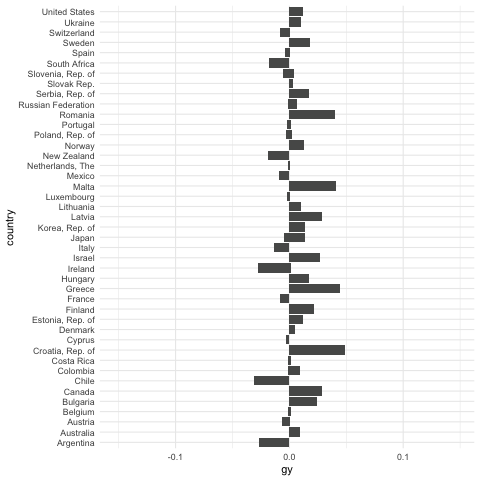 United States
Ukraine
Switzerland
Sweden
Spain
South Africa
Slovenia, Rep. of
Slovak Rep.
Serbia, Rep. of
Russian Federation
Romania
Portugal
Poland, Rep. of
Norway
New Zealand
Netherlands, The
Mexico
Malta
Luxembourg
Lithuania
Latvia
Korea, Rep. of
Japan
Italy
Israel
Ireland
Hungary
Greece
France
Finland
Estonia, Rep. of
Denmark
Cyprus
Croatia, Rep. of
Costa Rica
Colombia
Chile
Canada
Bulgaria
Belgium
Austria
Australia
Argentina
country
-0.1 0.0 0.1
gy